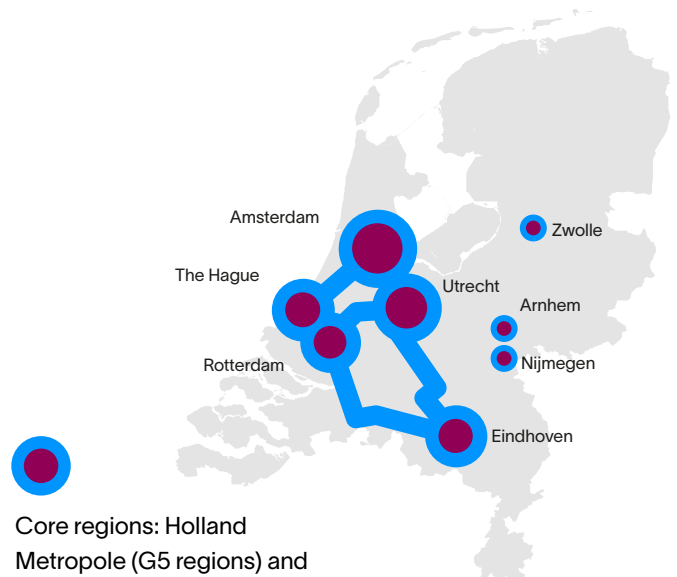 Amsterdam
Zwolle
The Hague
Utrecht
Arnhem
Rotterdam
Nijmegen
Eindhoven
Core regions: Holland
Metropole (G5 regions) and